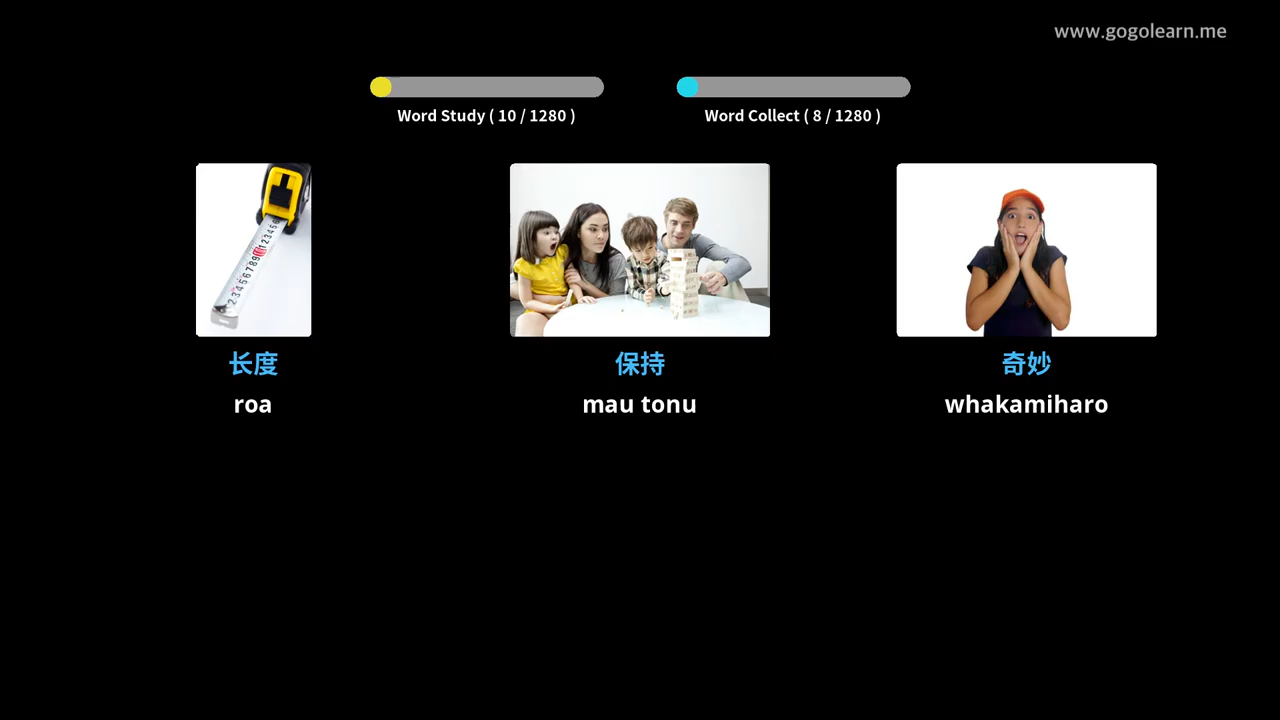 www.gogolearn.me
Word Study ( 10 / 1280 )
Word Collect ( 8 / 1280 )
长度
roa
保持
mau tonu
奇妙
whakamiharo